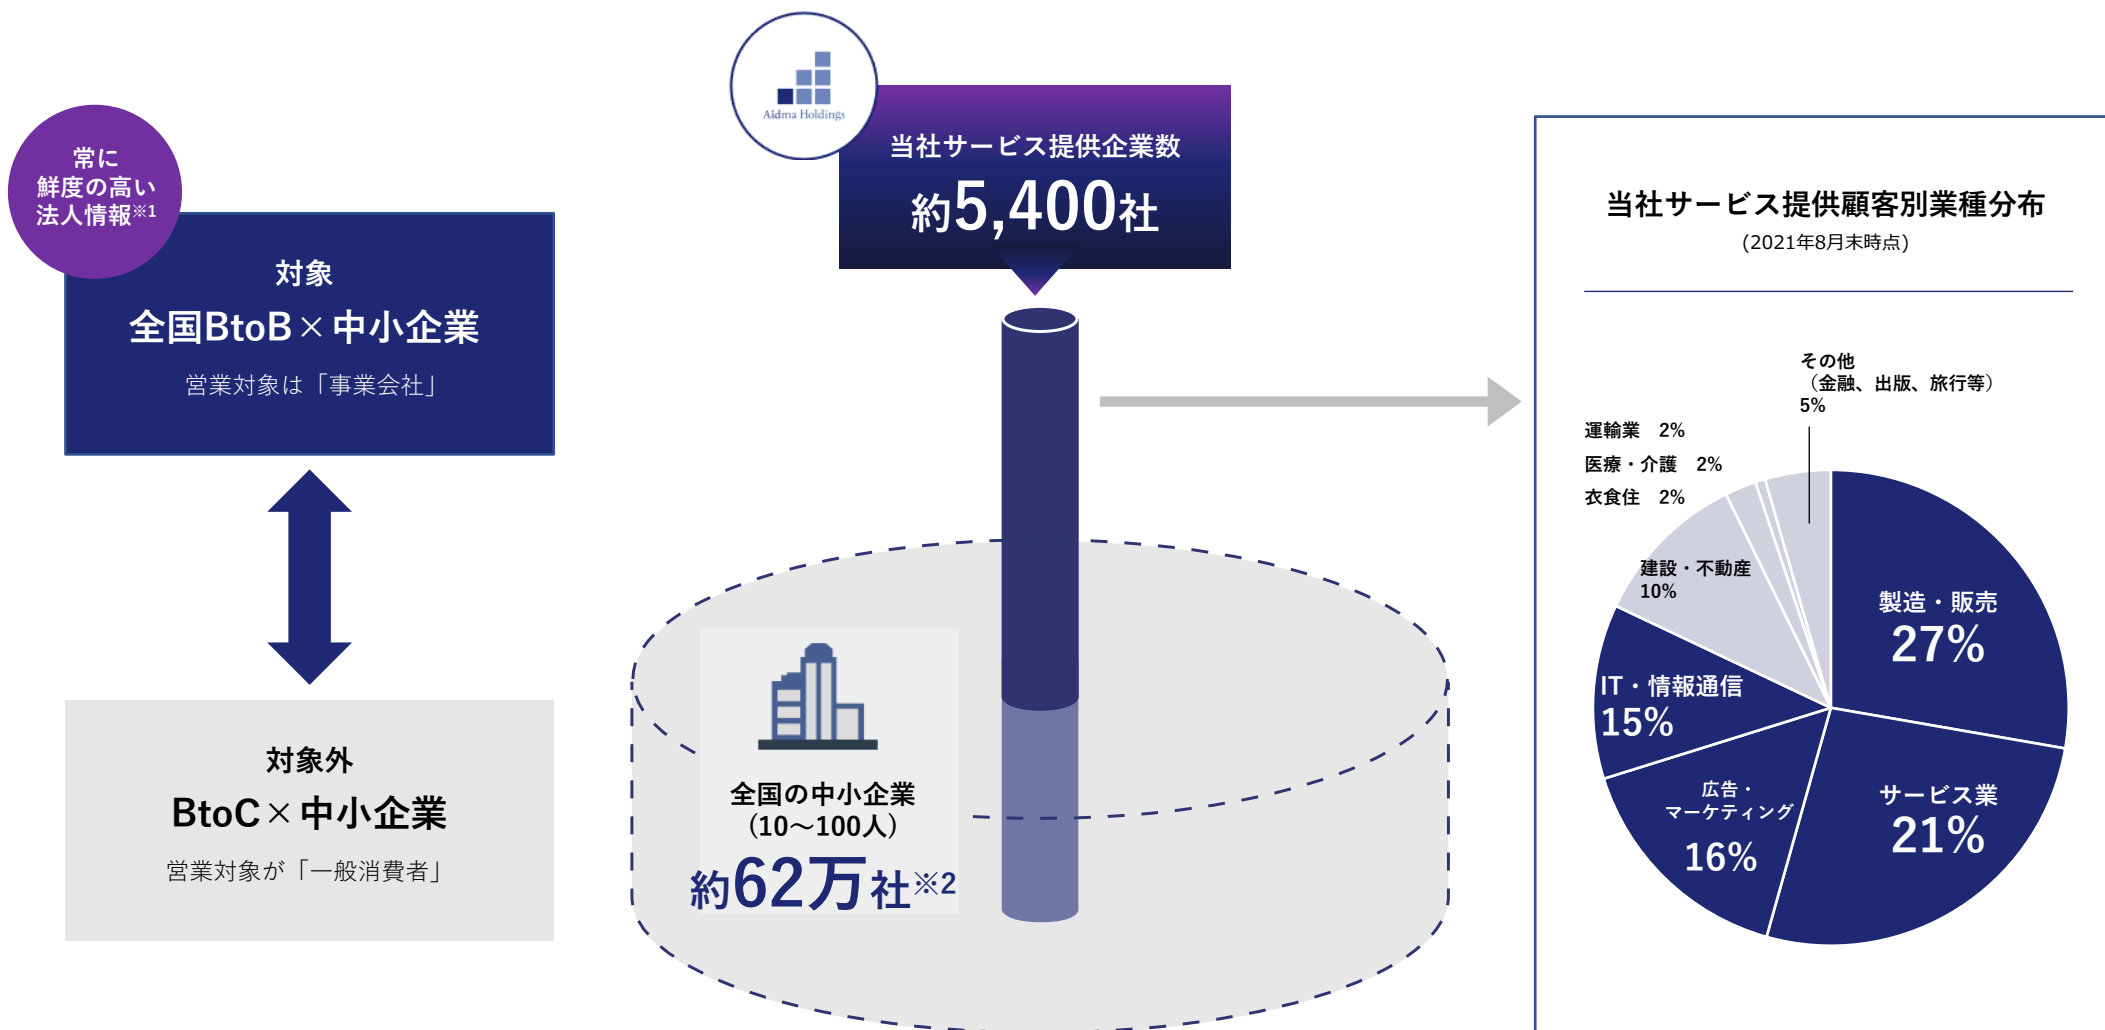 常に
鮮度の高い
法人情報※1
対象
全国BtoB×中小企業
営業対象は「事業会社」
対象外
BtoC×中小企業
営業対象が「一般消費者」
Aidma Holdings
当社サービス提供企業数
約5,400社
全国の中小企業
(10～100人)
約62万社※2
当社サービス提供顧客別業種分布
(2021年8月末時点)
その他
（金融、出版、旅行等）
5%
運輸業 2%
医療・介護 2%
衣食住 2%
建設・不動産
10%
製造・販売
27%
IT・情報通信
15%
広告・
マーケティング
16%
サービス業
21%